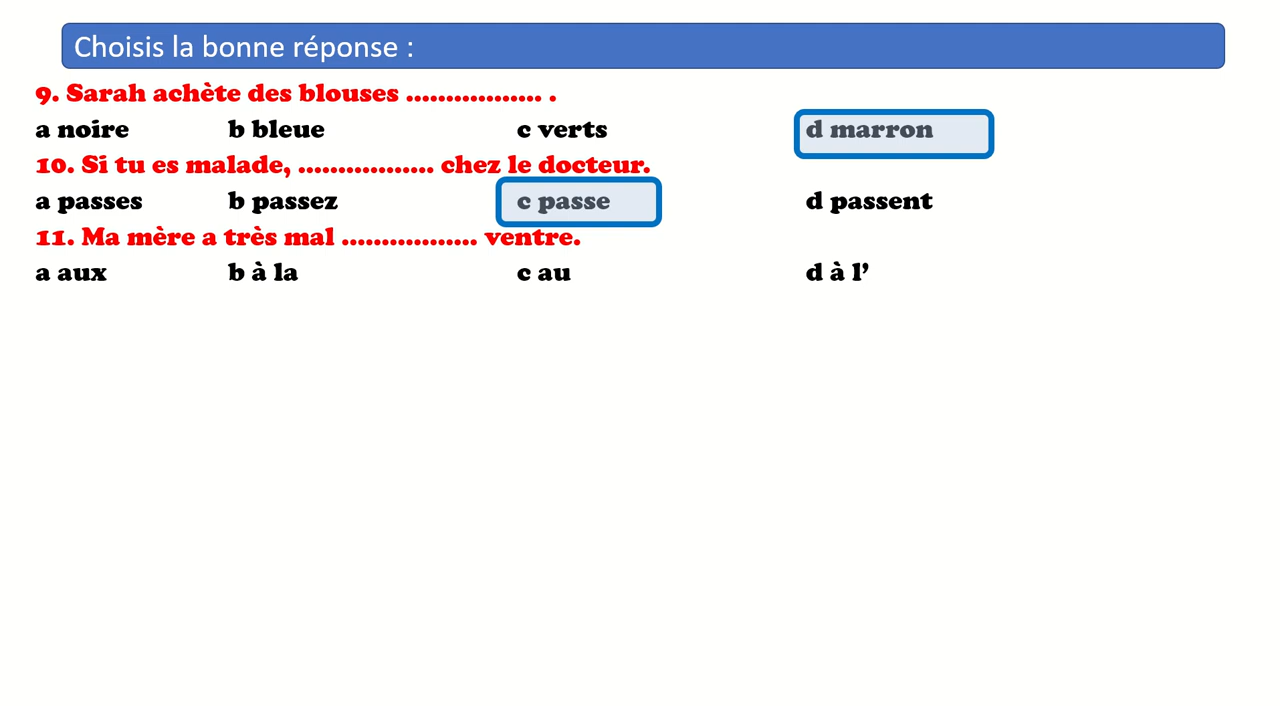 Choisis la bonne réponse :
9. Sarah achète des blouses ................. .
a noire b bleue c verts d marron
10. Si tu es malade, ................. chez le docteur.
a passes b passez c passe d passent
11. Ma mère a très mal ................. ventre.
a aux b à la c au d à l’